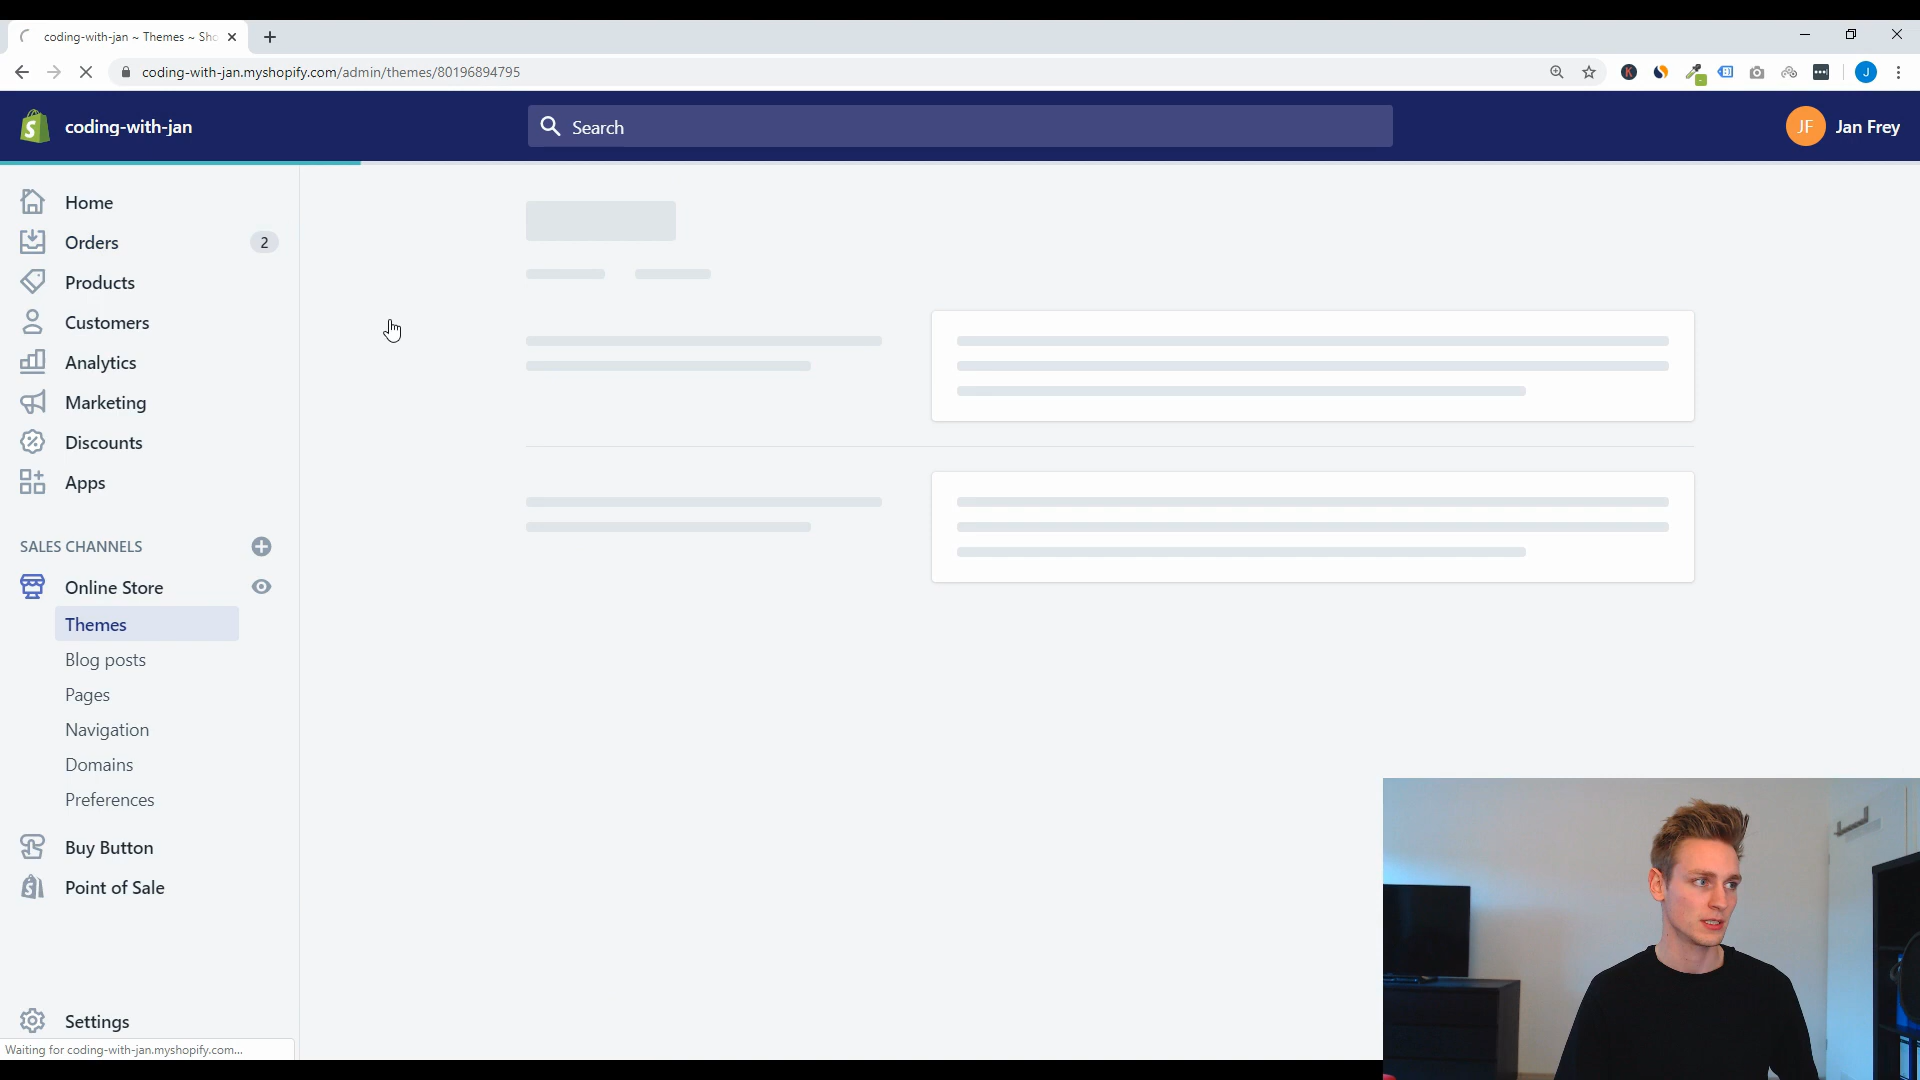 coding-with-jan ~ Themes ~ Sho
coding-with-jan.myshopify.com/admin/themes/80196894795
J
coding-with-jan
Search
JF
Jan Frey
Home
Orders
2
Products
Customers
Analytics
Marketing
Discounts
Apps
SALES CHANNELS
Online Store
Themes
Blog posts
Pages
Navigation
Domains
Preferences
Buy Button
Point of Sale
Settings
Waiting for coding-with-jan.myshopify.com...